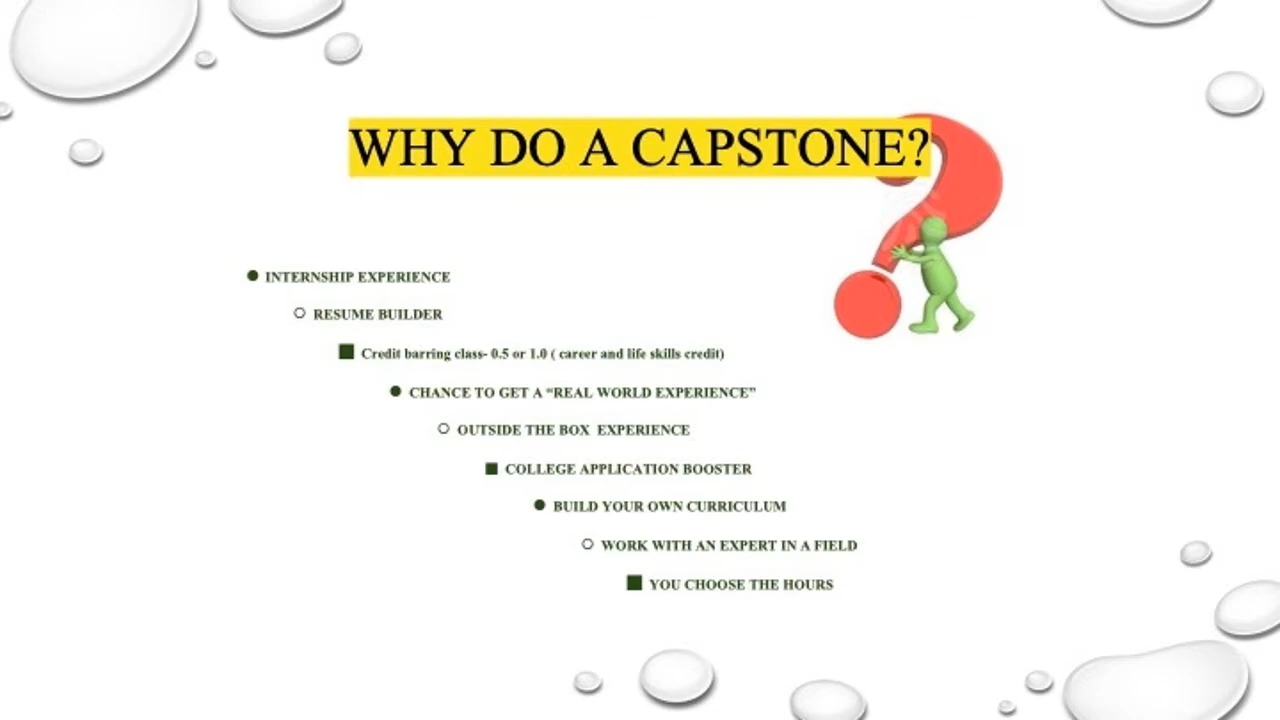 WHY DO A CAPSTONE?
INTERNSHIP EXPERIENCE
RESUME BUILDER
Credit barring class- 0.5 or 1.0 ( career and life skills credit)
CHANCE TO GET A “REAL WORLD EXPERIENCE”
OUTSIDE THE BOX EXPERIENCE
COLLEGE APPLICATION BOOSTER
BUILD YOUR OWN CURRICULUM
WORK WITH AN EXPERT IN A FIELD
YOU CHOOSE THE HOURS